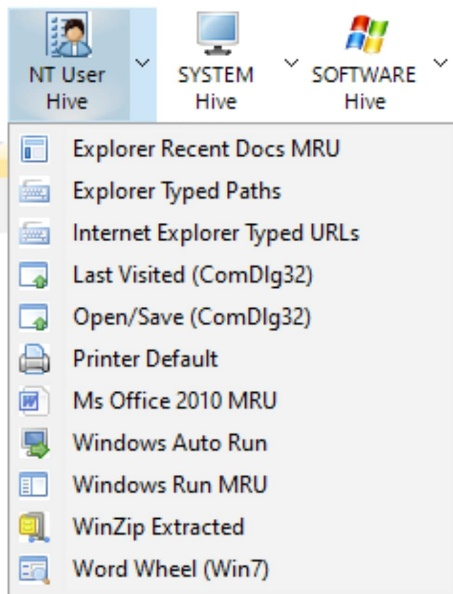 NT User
Hive
SYSTEM
Hive
SOFTWARE
Hive
Explorer Recent Docs MRU
Explorer Typed Paths
Internet Explorer Typed URLs
Last Visited (ComDlg32)
Open/Save (ComDlg32)
Printer Default
Ms Office 2010 MRU
Windows Auto Run
Windows Run MRU
WinZip Extracted
Word Wheel (Win7)